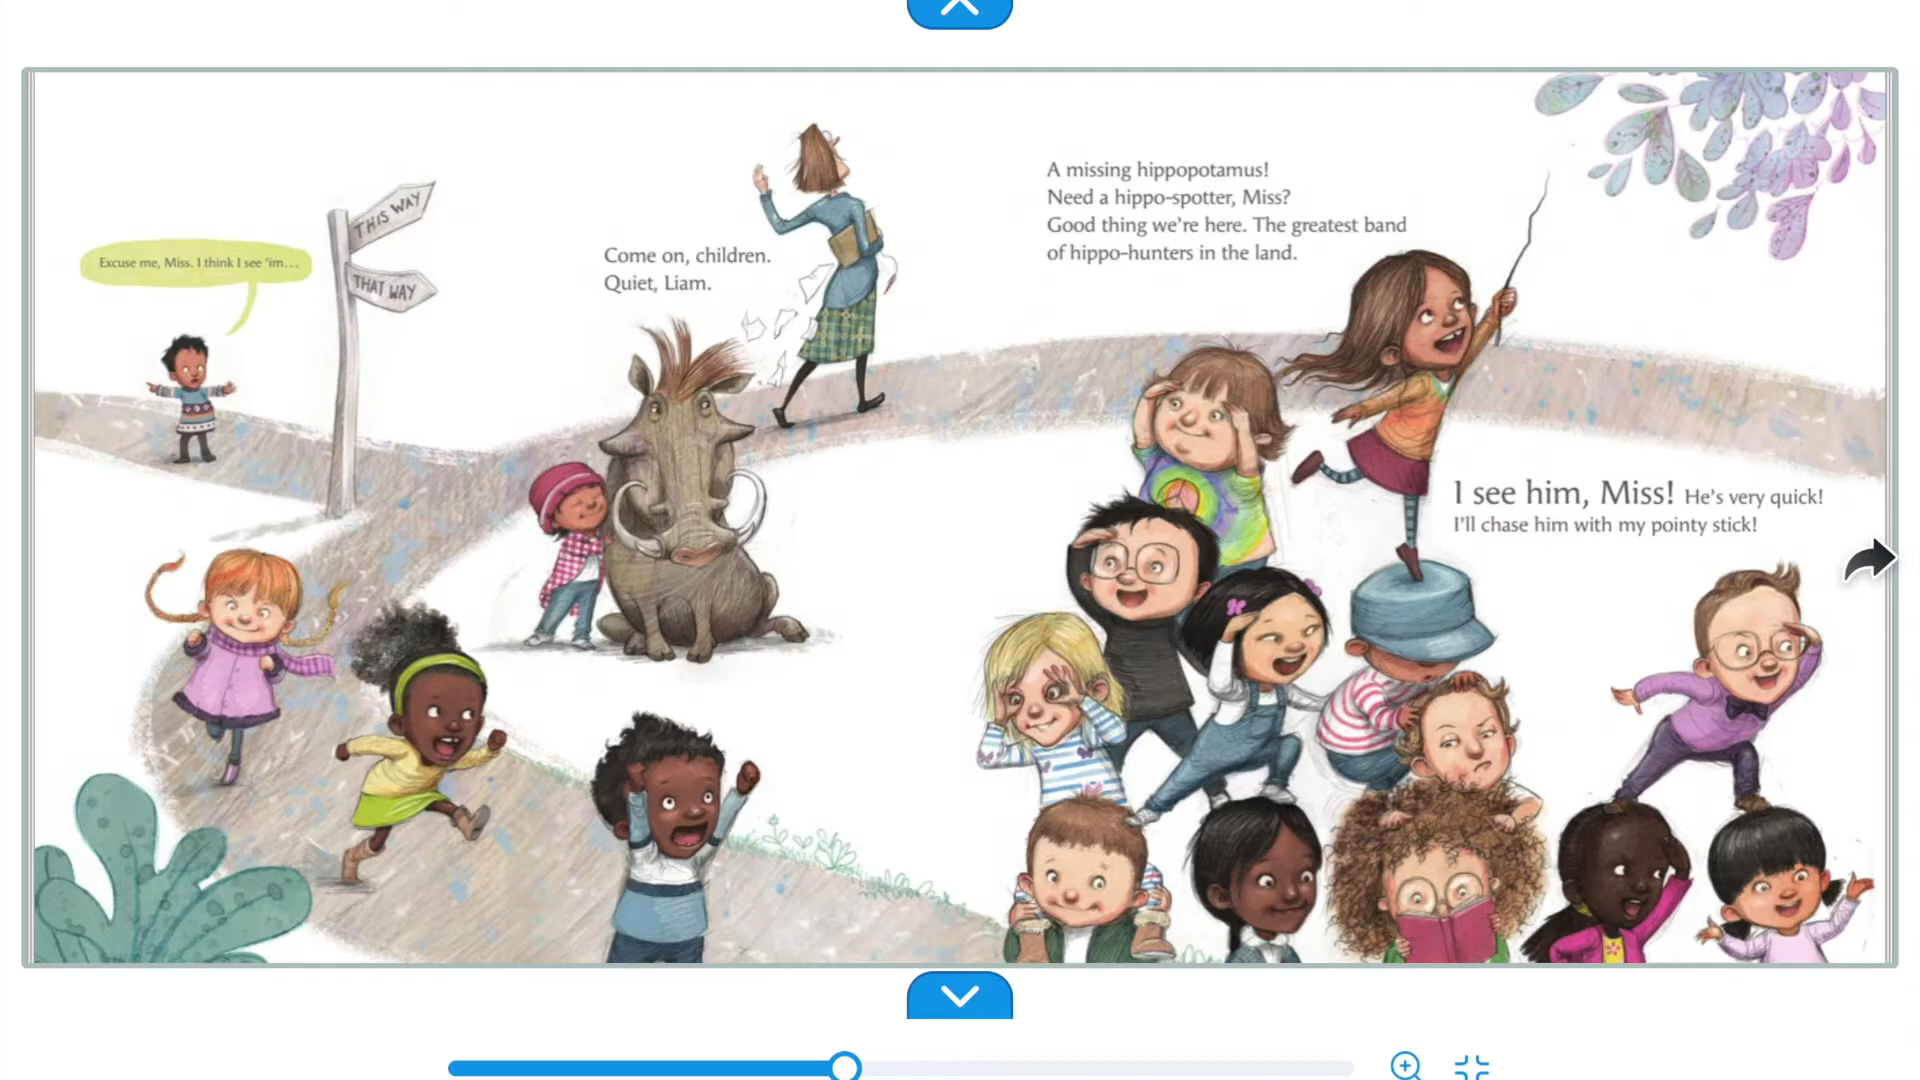 Excuse me, Miss. I think I see 'im...
THIS WAY
THAT WAY
Come on, children.
Quiet, Liam.
A missing hippopotamus!
Need a hippo-spotter, Miss?
Good thing we're here. The greatest band
of hippo-hunters in the land.
I see him, Miss! He's very quick!
I'll chase him with my pointy stick!